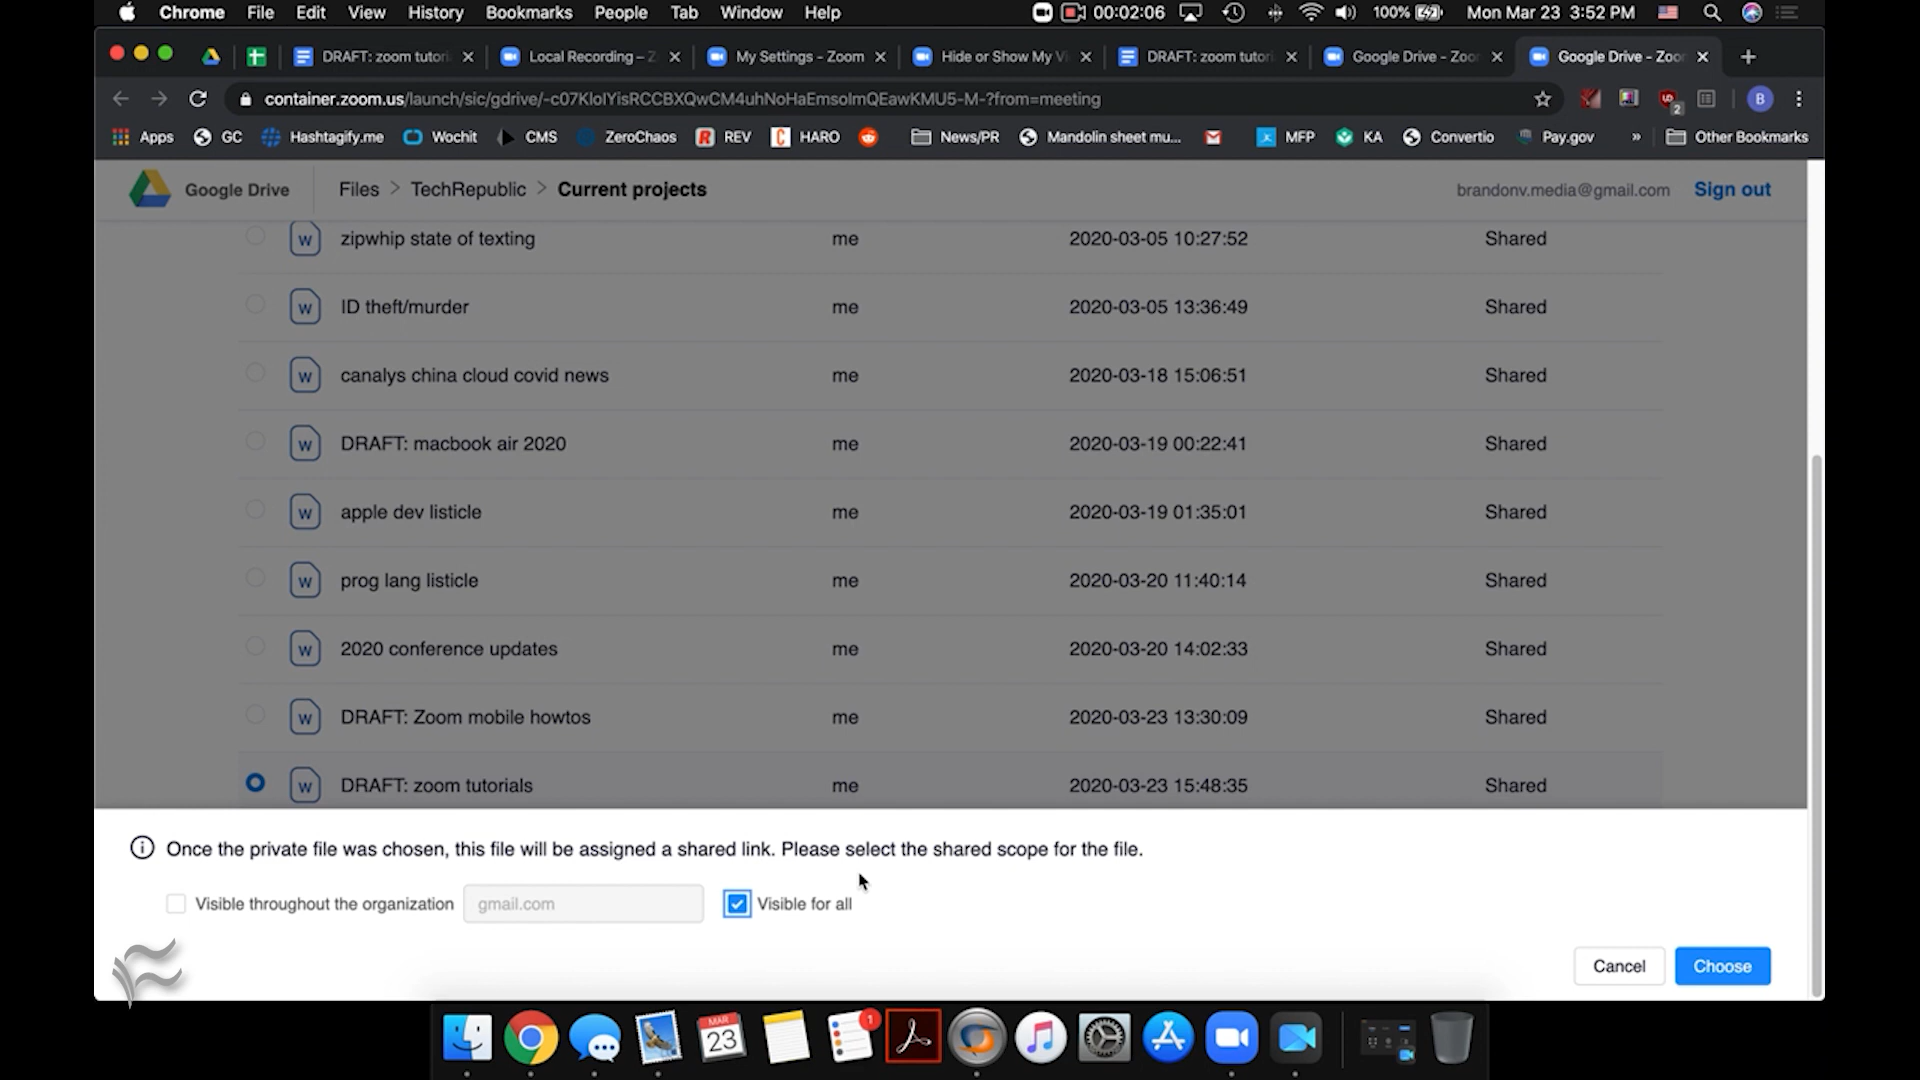 Chrome File Edit View History Bookmarks People Tab Window Help 00:02:06 100% Mon Mar 23 3:52 PM
DRAFT: zoom tutori Local Recording – Z My Settings - Zoom Hide or Show My Vi DRAFT: zoom tutori Google Drive - Zoo Google Drive - Zoo
container.zoom.us/launch/sic/gdrive/-c07KloIYisRCCBXQwCM4uhNoHaEmsolmQEawKMU5-M-?from=meeting 2 B
Apps GC Hashtagify.me Wochit CMS ZeroChaos REV HARO News/PR Mandolin sheet mu... MFP KA Convertio Pay.gov » Other Bookmarks
Google Drive Files > TechRepublic > Current projects brandonv.media@gmail.com Sign out
W zipwhip state of texting me 2020-03-05 10:27:52 Shared
W ID theft/murder me 2020-03-05 13:36:49 Shared
W canalys china cloud covid news me 2020-03-18 15:06:51 Shared
W DRAFT: macbook air 2020 me 2020-03-19 00:22:41 Shared
W apple dev listicle me 2020-03-19 01:35:01 Shared
W prog lang listicle me 2020-03-20 11:40:14 Shared
W 2020 conference updates me 2020-03-20 14:02:33 Shared
W DRAFT: Zoom mobile howtos me 2020-03-23 13:30:09 Shared
W DRAFT: zoom tutorials me 2020-03-23 15:48:35 Shared
Once the private file was chosen, this file will be assigned a shared link. Please select the shared scope for the file.
Visible throughout the organization gmail.com Visible for all
Cancel Choose
MAR 23 1